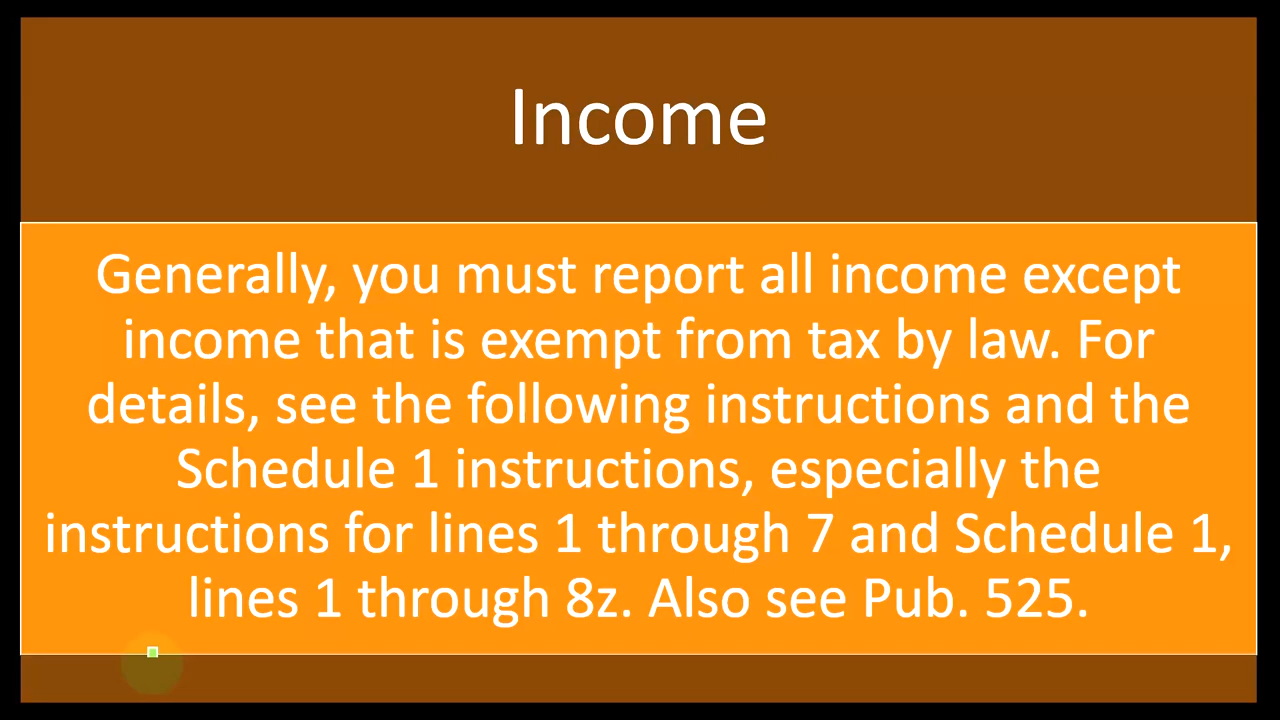 Income
Generally, you must report all income except
income that is exempt from tax by law. For
details, see the following instructions and the
Schedule 1 instructions, especially the
instructions for lines 1 through 7 and Schedule 1,
lines 1 through 8z. Also see Pub. 525.